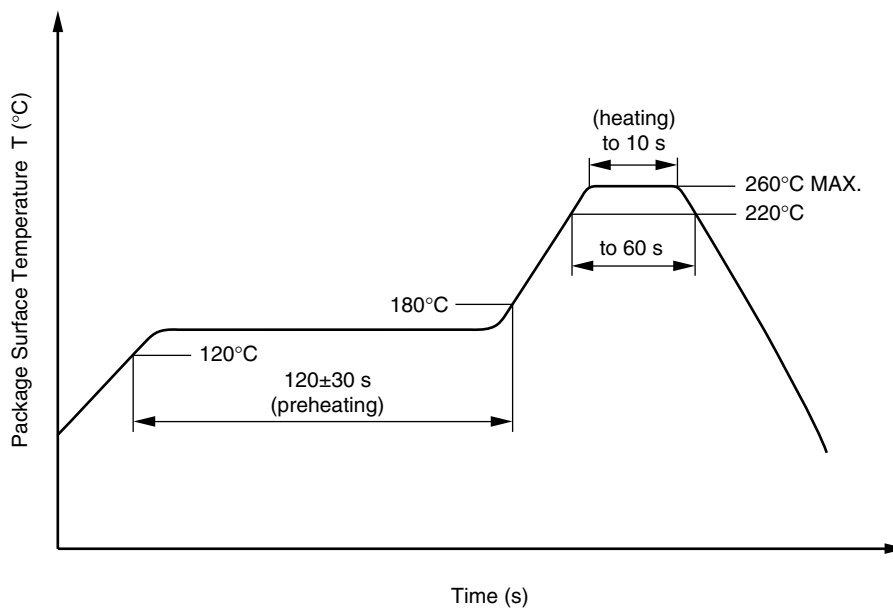 Package Surface Temperature T (°C)
(heating)
to 10 s
260°C MAX.
220°C
to 60 s
180°C
120°C
120±30 s
(preheating)
Time (s)